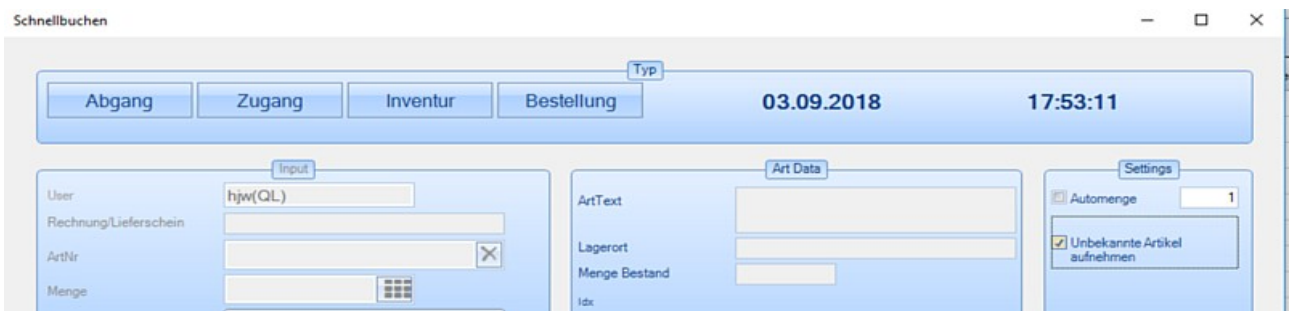 Schnellbuchen
Typ
Abgang Zugang Inventur Bestellung 03.09.2018 17:53:11
Input
User hjw(QL)
Rechnung/Lieferschein
ArtNr
Menge
Art Data
ArtText
Lagerort
Menge Bestand
Idx
Settings
Automenge 1
Unbekannte Artikel
aufnehmen